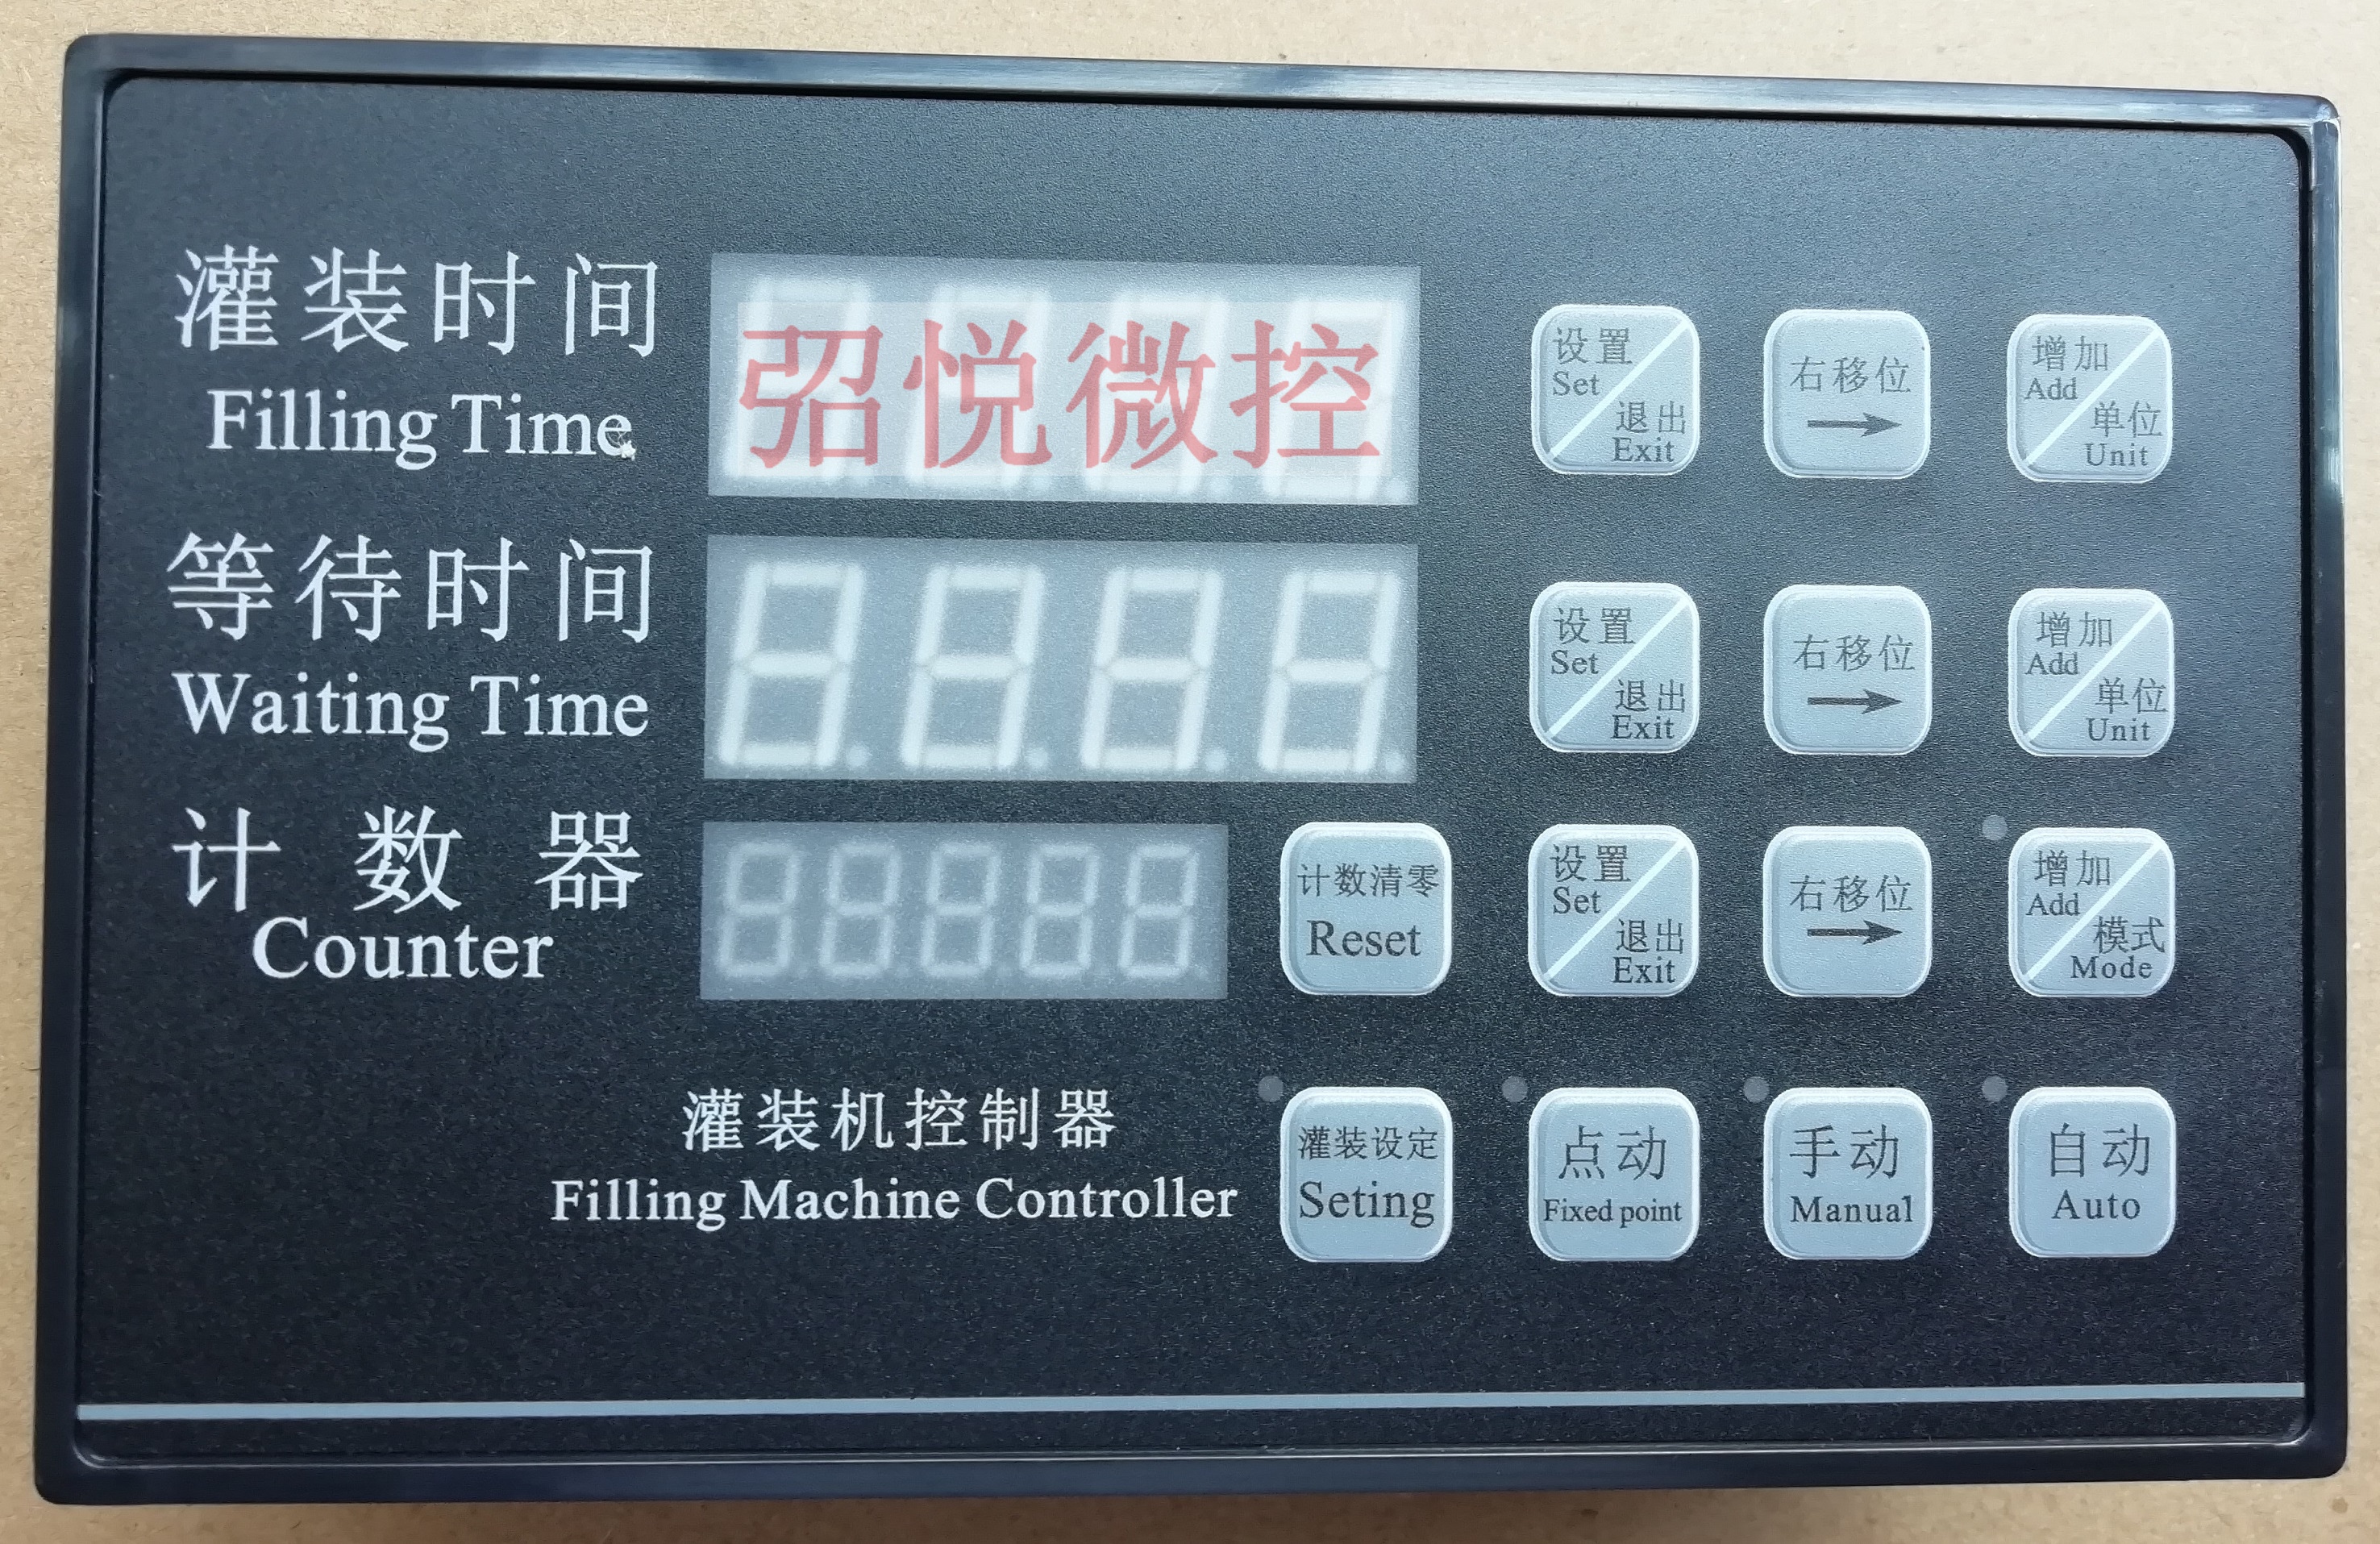 灌装时间
Filling Time
弨悦微控
设置
Set
退出
Exit
右移位
增加
Add
单位
Unit
等待时间
Waiting Time
设置
Set
退出
Exit
右移位
增加
Add
单位
Unit
计数器
Counter
计数清零
Reset
设置
Set
退出
Exit
右移位
增加
Add
模式
Mode
灌装机控制器
Filling Machine Controller
灌装设定
Seting
点动
Fixed point
手动
Manual
自动
Auto